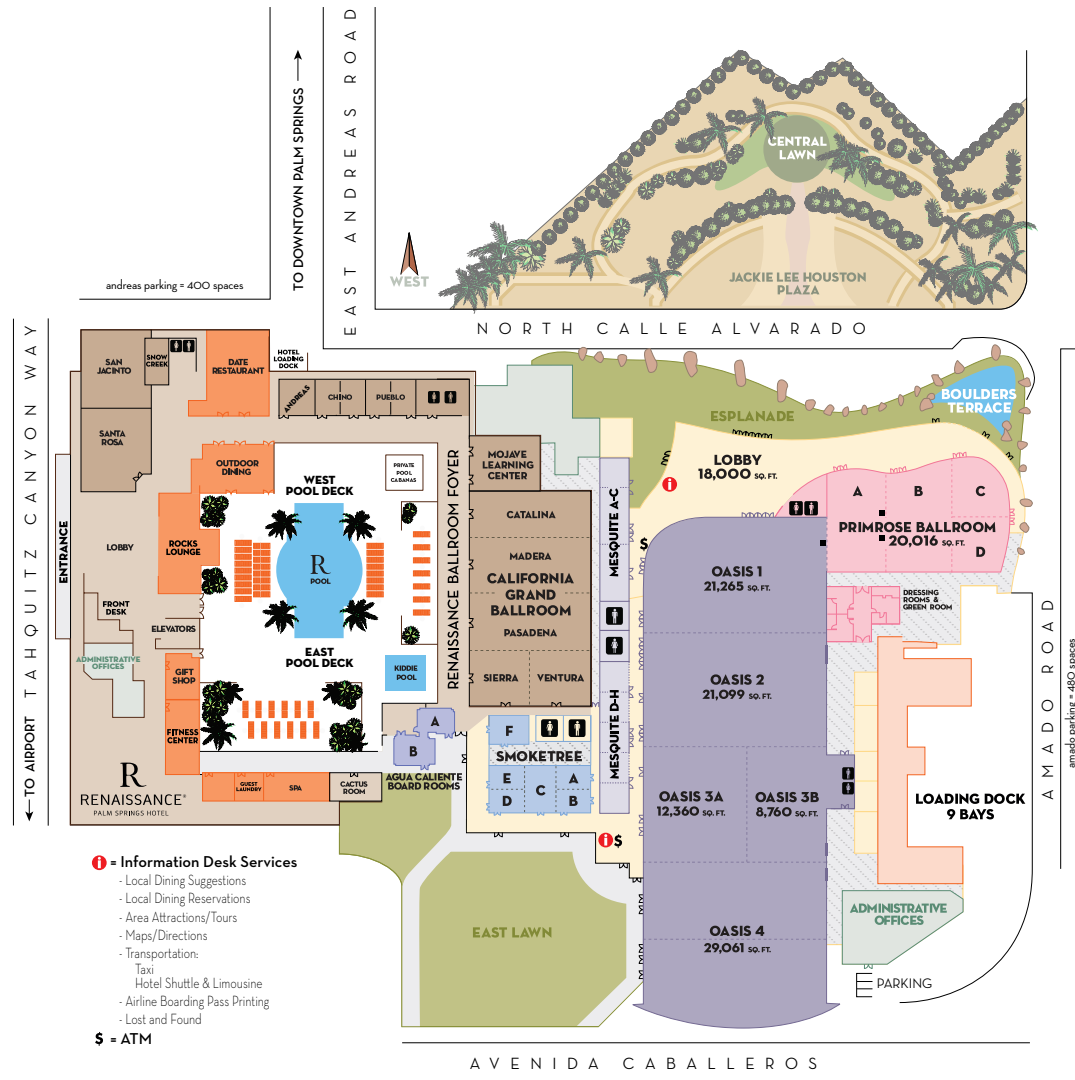 EAST ANDREAS ROAD
TO DOWNTOWN PALM SPRINGS
CENTRAL
LAWN
WEST
JACKIE LEE HOUSTON
PLAZA
andreas parking = 400 spaces
NORTH CALLE ALVARADO
TAHQUITZ CANYON WAY
TO AIRPORT
SAN
JACINTO
SNOW
CREEK
DATE
RESTAURANT
HOTEL
LOADING
DOCK
ANDREAS
CHINO
PUEBLO
SANTA
ROSA
OUTDOOR
DINING
WEST
POOL DECK
PRIVATE
POOL
CABANAS
ENTRANCE
LOBBY
ROCKS
LOUNGE
R
POOL
FRONT
DESK
ELEVATORS
EAST
POOL DECK
KIDDIE
POOL
ADMINISTRATIVE
OFFICES
GIFT
SHOP
FITNESS
CENTER
GUEST
LAUNDRY
SPA
CACTUS
ROOM
R
RENAISSANCE®
PALM SPRINGS HOTEL
RENAISSANCE BALLROOM FOYER
MOJAVE
LEARNING
CENTER
CATALINA
MADERA
CALIFORNIA
GRAND
BALLROOM
PASADENA
SIERRA
VENTURA
A
B
AGUA CALIENTE
BOARD ROOMS
F
SMOKETREE
E
A
C
D
B
MESQUITE A-C
MESQUITE D-H
ESPLANADE
BOULDERS
TERRACE
LOBBY
18,000 SQ. FT.
i
$
A
B
C
PRIMROSE BALLROOM
20,016 SQ. FT.
D
DRESSING
ROOMS &
GREEN ROOM
OASIS 1
21,265 SQ. FT.
OASIS 2
21,099 SQ. FT.
OASIS 3A
12,360 SQ. FT.
OASIS 3B
8,760 SQ. FT.
OASIS 4
29,061 SQ. FT.
LOADING DOCK
9 BAYS
ADMINISTRATIVE
OFFICES
PARKING
AMADO ROAD
amado parking = 480 spaces
i $
EAST LAWN
i = Information Desk Services
- Local Dining Suggestions
- Local Dining Reservations
- Area Attractions/Tours
- Maps/Directions
- Transportation:
Taxi
Hotel Shuttle & Limousine
- Airline Boarding Pass Printing
- Lost and Found
$ = ATM
AVENIDA CABALLEROS